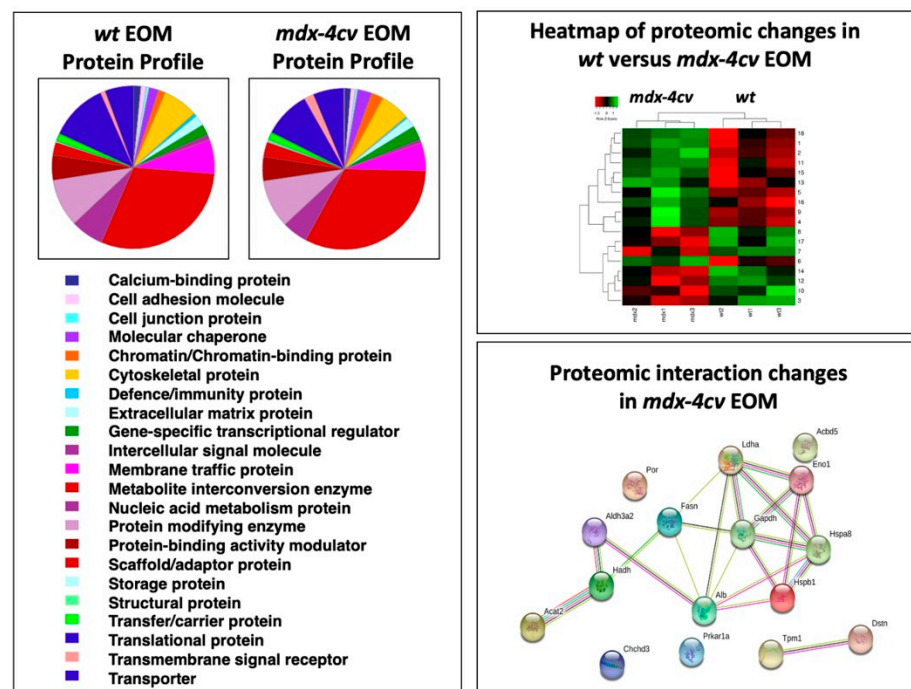 wt EOM
Protein Profile
mdx-4cv EOM
Protein Profile
Calcium-binding protein
Cell adhesion molecule
Cell junction protein
Molecular chaperone
Chromatin/Chromatin-binding protein
Cytoskeletal protein
Defence/immunity protein
Extracellular matrix protein
Gene-specific transcriptional regulator
Intercellular signal molecule
Membrane traffic protein
Metabolite interconversion enzyme
Nucleic acid metabolism protein
Protein modifying enzyme
Protein-binding activity modulator
Scaffold/adaptor protein
Storage protein
Structural protein
Transfer/carrier protein
Translational protein
Transmembrane signal receptor
Transporter
Heatmap of proteomic changes in
wt versus mdx-4cv EOM
mdx-4cv wt
18
1
2
11
15
13
5
16
9
4
8
17
7
6
14
12
10
3
mdx2 mdx1 mdx3 wt2 wt1 wt3
Proteomic interaction changes
in mdx-4cv EOM
Ldha
Acbd5
Eno1
Por
Fasn
Gapdh
Aldh3a2
Hspa8
Hadh
Hspb1
Alb
Acat2
Dstn
Prkar1a
Tpm1
Chchd3